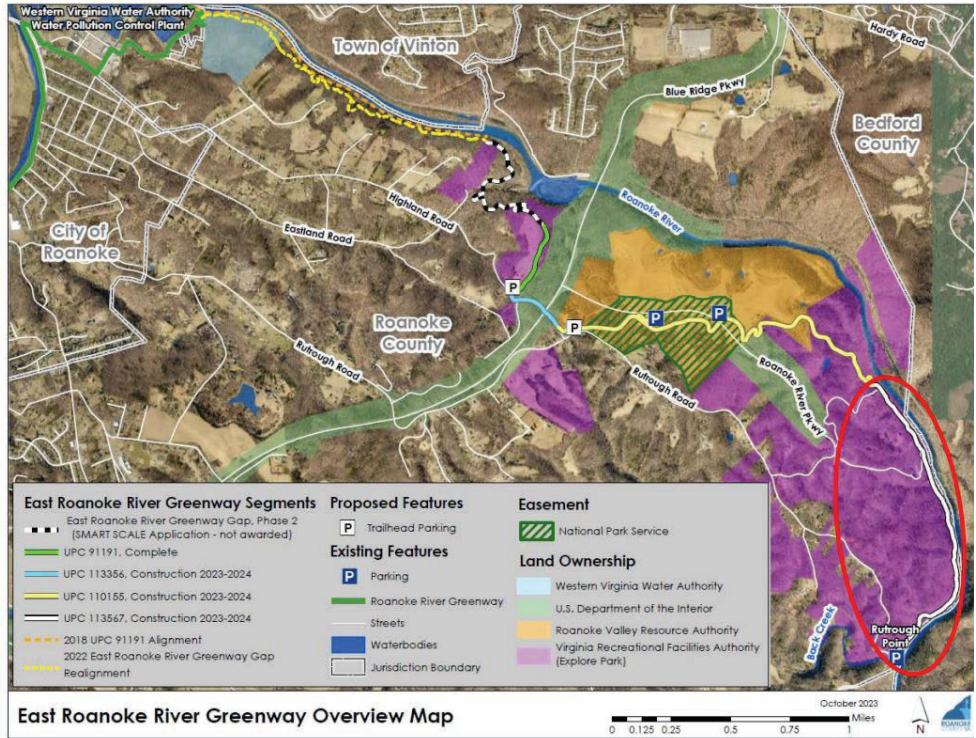 Western Virginia Water Authority
Water Pollution Control Plant
Town of Vinton
Hardy Road
Blue Ridge Pkwy
Bedford
County
Highland Road
Roanoke River
Eastland Road
City of
Roanoke
P
Roanoke
County
P
P
P
Rutrough Road
Rutrough Road
Roanoke River Pkwy
Back Creek
Rutrough
Point
P
East Roanoke River Greenway Segments
East Roanoke River Greenway Gap, Phase 2
(SMART SCALE Application - not awarded)
UPC 91191, Complete
UPC 113356, Construction 2023-2024
UPC 110155, Construction 2023-2024
UPC 113567, Construction 2023-2024
2018 UPC 91191 Alignment
2022 East Roanoke River Greenway Gap
Realignment
Proposed Features
P Trailhead Parking
Existing Features
P Parking
Roanoke River Greenway
Streets
Waterbodies
Jurisdiction Boundary
Easement
National Park Service
Land Ownership
Western Virginia Water Authority
U.S. Department of the Interior
Roanoke Valley Resource Authority
Virginia Recreational Facilities Authority
(Explore Park)
East Roanoke River Greenway Overview Map
October 2023
Miles
0 0.125 0.25 0.5 0.75 1
N
ROANOKE